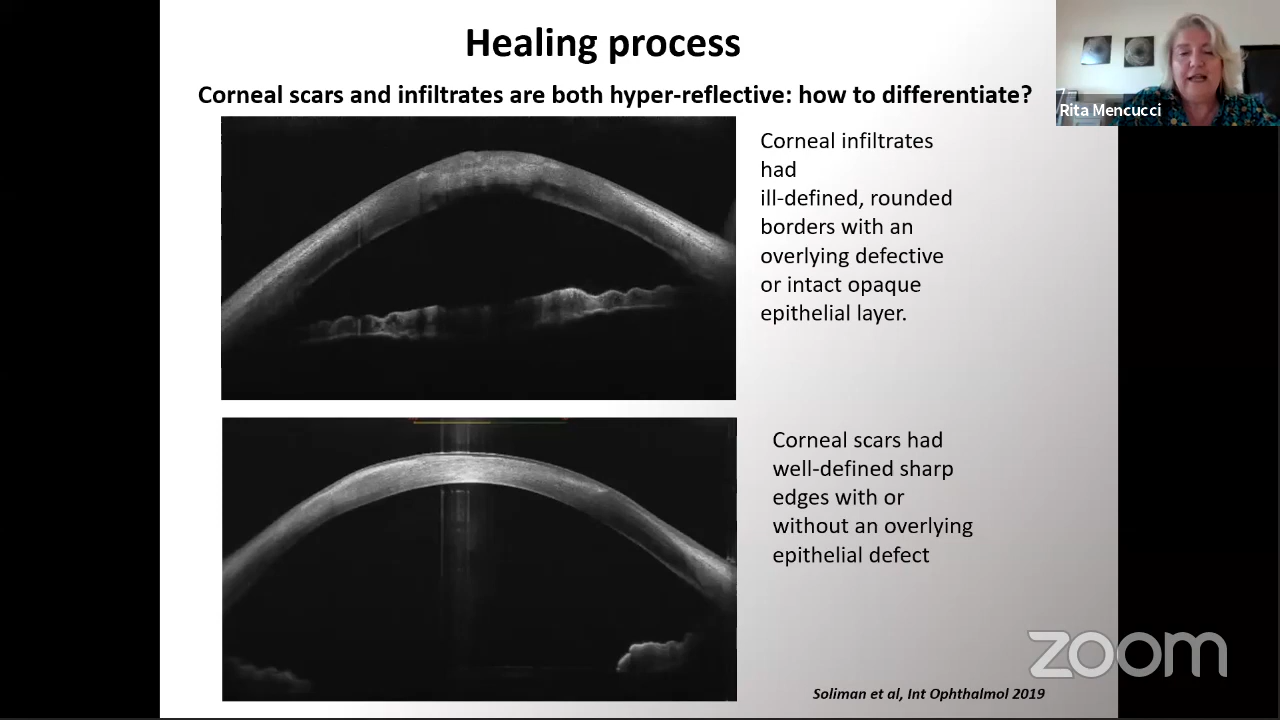 Healing process
Corneal scars and infiltrates are both hyper-reflective: how to differentiate?
Rita Mencucci
Corneal infiltrates
had
ill-defined, rounded
borders with an
overlying defective
or intact opaque
epithelial layer.
Corneal scars had
well-defined sharp
edges with or
without an overlying
epithelial defect
zoom
Soliman et al, Int Ophthalmol 2019